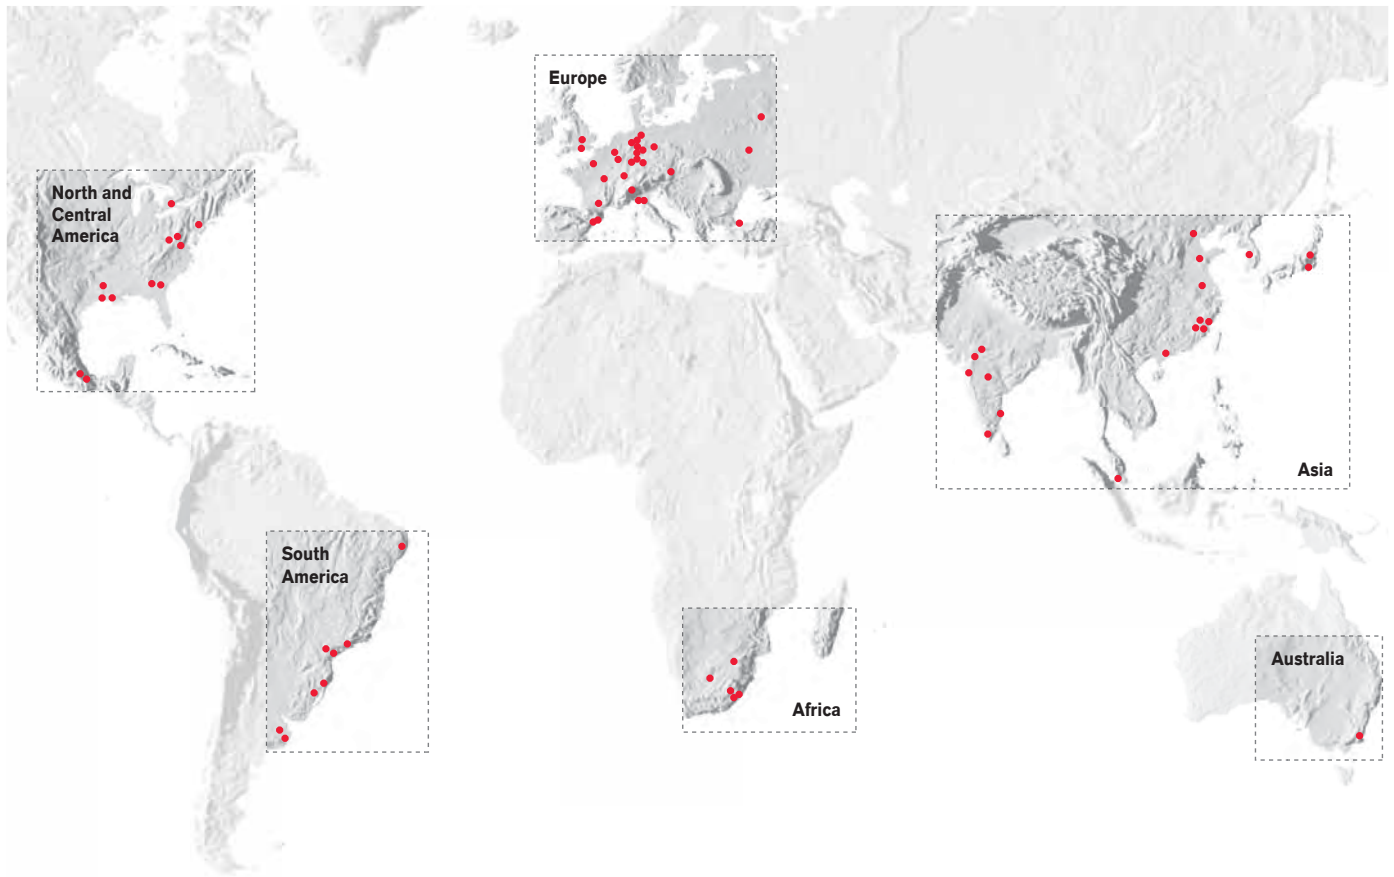 Europe
North and
Central
America
Asia
South
America
Australia
Africa